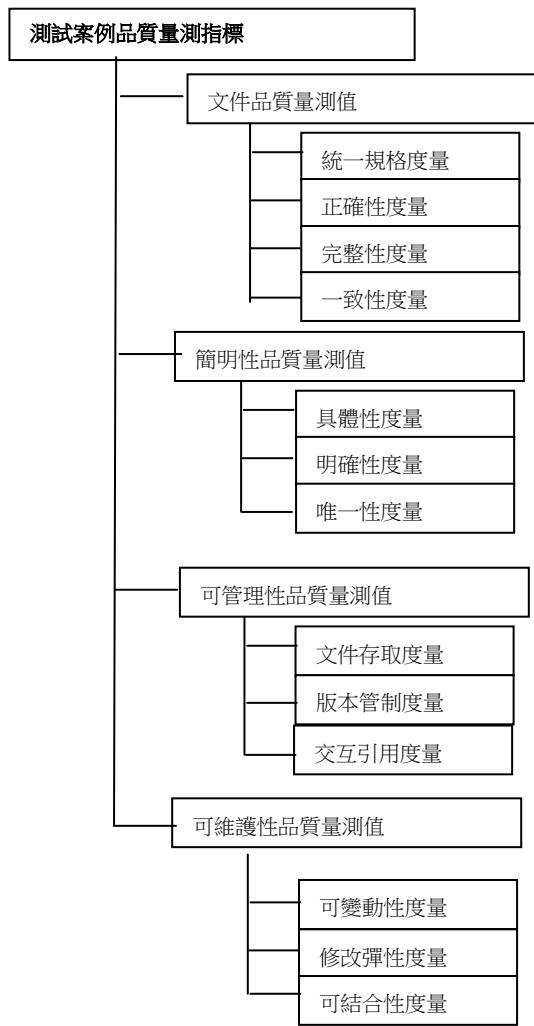 測試案例品質量測指標
文件品質量測值
統一規格度量
正確性度量
完整性度量
一致性度量
簡明性品質量測值
具體性度量
明確性度量
唯一性度量
可管理性品質量測值
文件存取度量
版本管制度量
交互引用度量
可維護性品質量測值
可變動性度量
修改彈性度量
可結合性度量